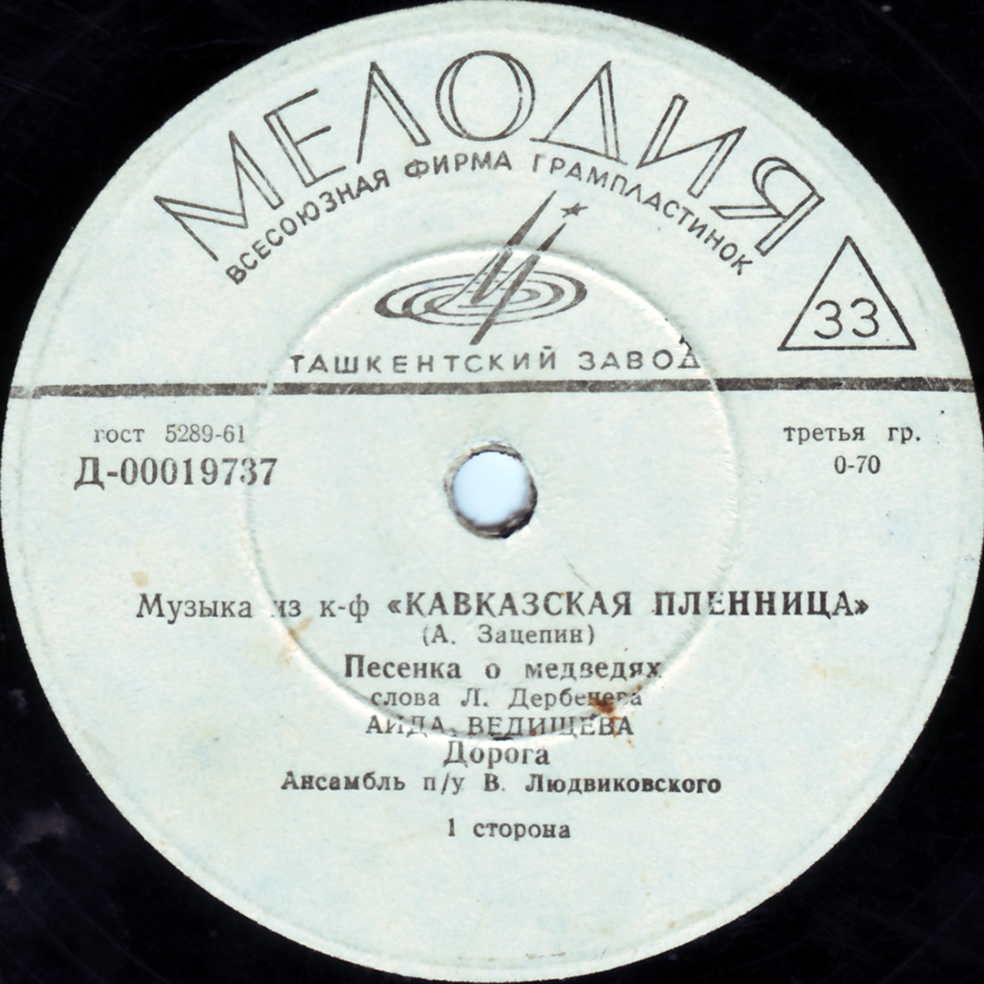 МЕЛОДИЯ
ВСЕСОЮЗНАЯ ФИРМА ГРАМПЛАСТИНОК
33
ТАШКЕНТСКИЙ ЗАВОД
гост 5289-61
Д-00019737
третья гр.
0-70
Музыка из к-ф «КАВКАЗСКАЯ ПЛЕННИЦА»
(А. Зацепин)
Песенка о медведях
слова Л. Дербенева
АИДА ВЕДИЩЕВА
Дорога
Ансамбль п/у В. Людвиковского
1 сторона